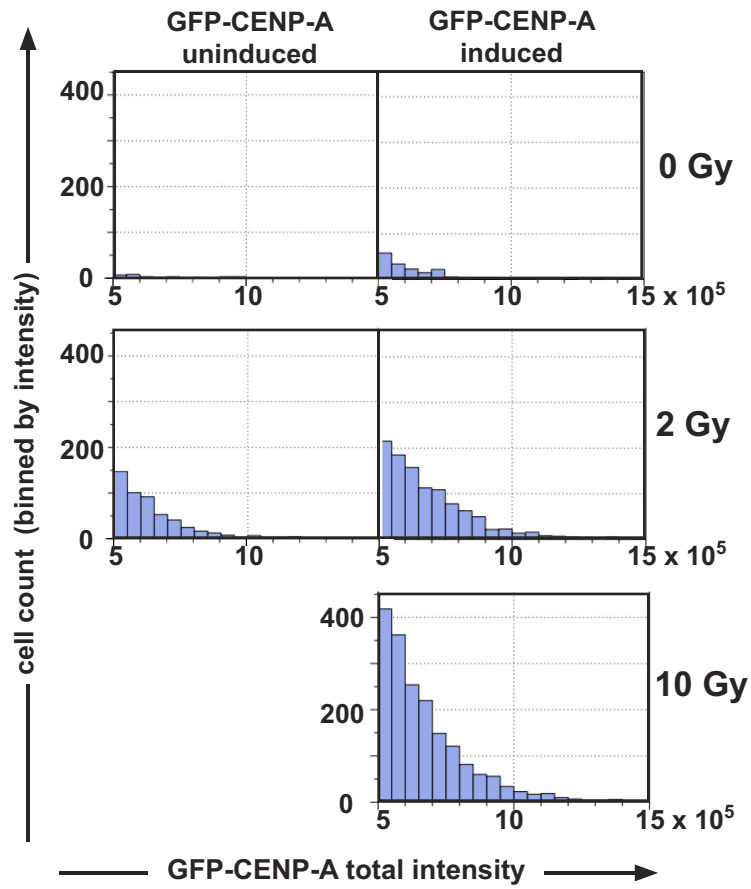 GFP-CENP-A uninduced
GFP-CENP-A induced
400
200
0
5
10
5
10
15 x 10⁵
0 Gy
400
200
0
5
10
5
10
15 x 10⁵
2 Gy
400
200
0
5
10
15 x 10⁵
10 Gy
cell count (binned by intensity)
GFP-CENP-A total intensity